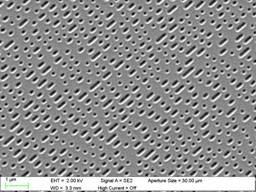 1 µm
EHT = 2.00 kV Signal A = SE2 Aperture Size = 30.00 µm
WD = 3.3 mm High Current = Off